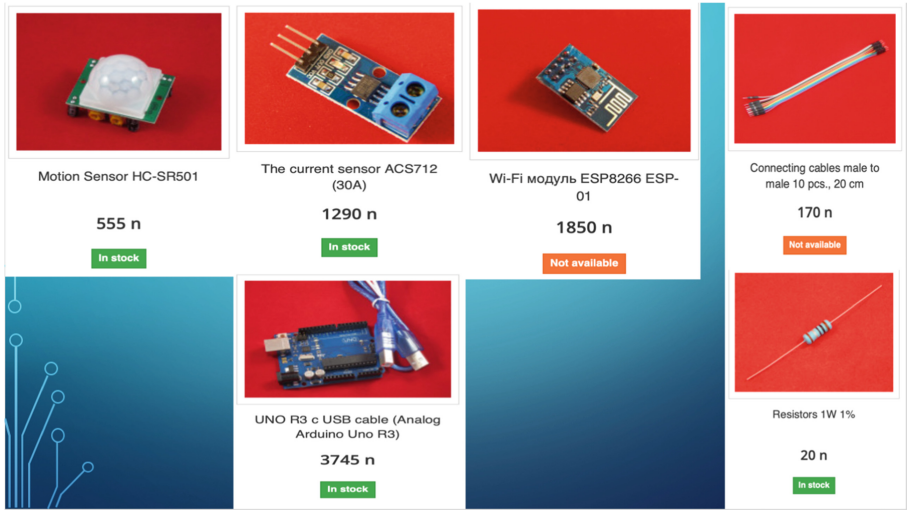 Motion Sensor HC-SR501
555 n
In stock
The current sensor ACS712
(30A)
1290 n
In stock
Wi-Fi модуль ESP8266 ESP-
01
1850 n
Not available
Connecting cables male to
male 10 pcs., 20 cm
170 n
Not available
UNO R3 c USB cable (Analog
Arduino Uno R3)
3745 n
In stock
Resistors 1W 1%
20 n
In stock